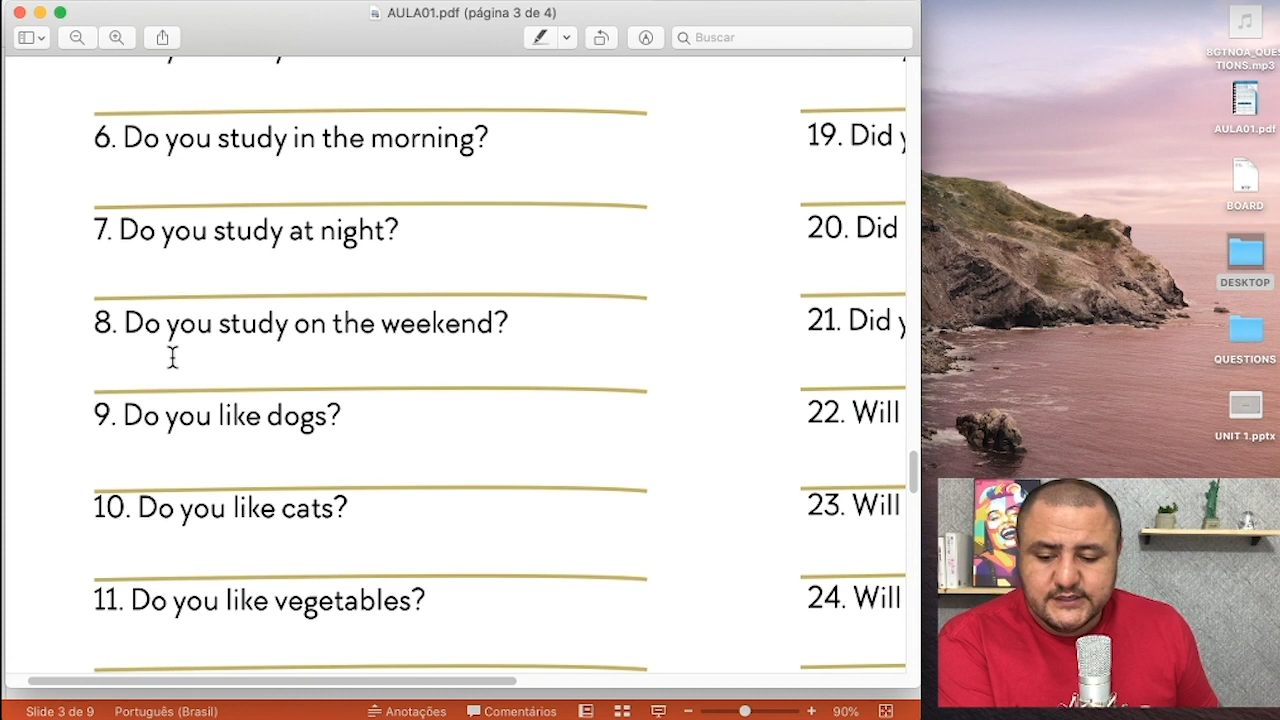 AULA01.pdf (página 3 de 4)
Buscar
6. Do you study in the morning?
7. Do you study at night?
8. Do you study on the weekend?
9. Do you like dogs?
10. Do you like cats?
11. Do you like vegetables?
19. Did y
20. Did
21. Did y
22. Will
23. Will
24. Will
8GTNOA_QUES
TIONS.mp3
AULA01.pdf
BOARD
DESKTOP
QUESTIONS
UNIT 1.pptx
Slide 3 de 9
Português (Brasil)
Anotações
Comentários
90%